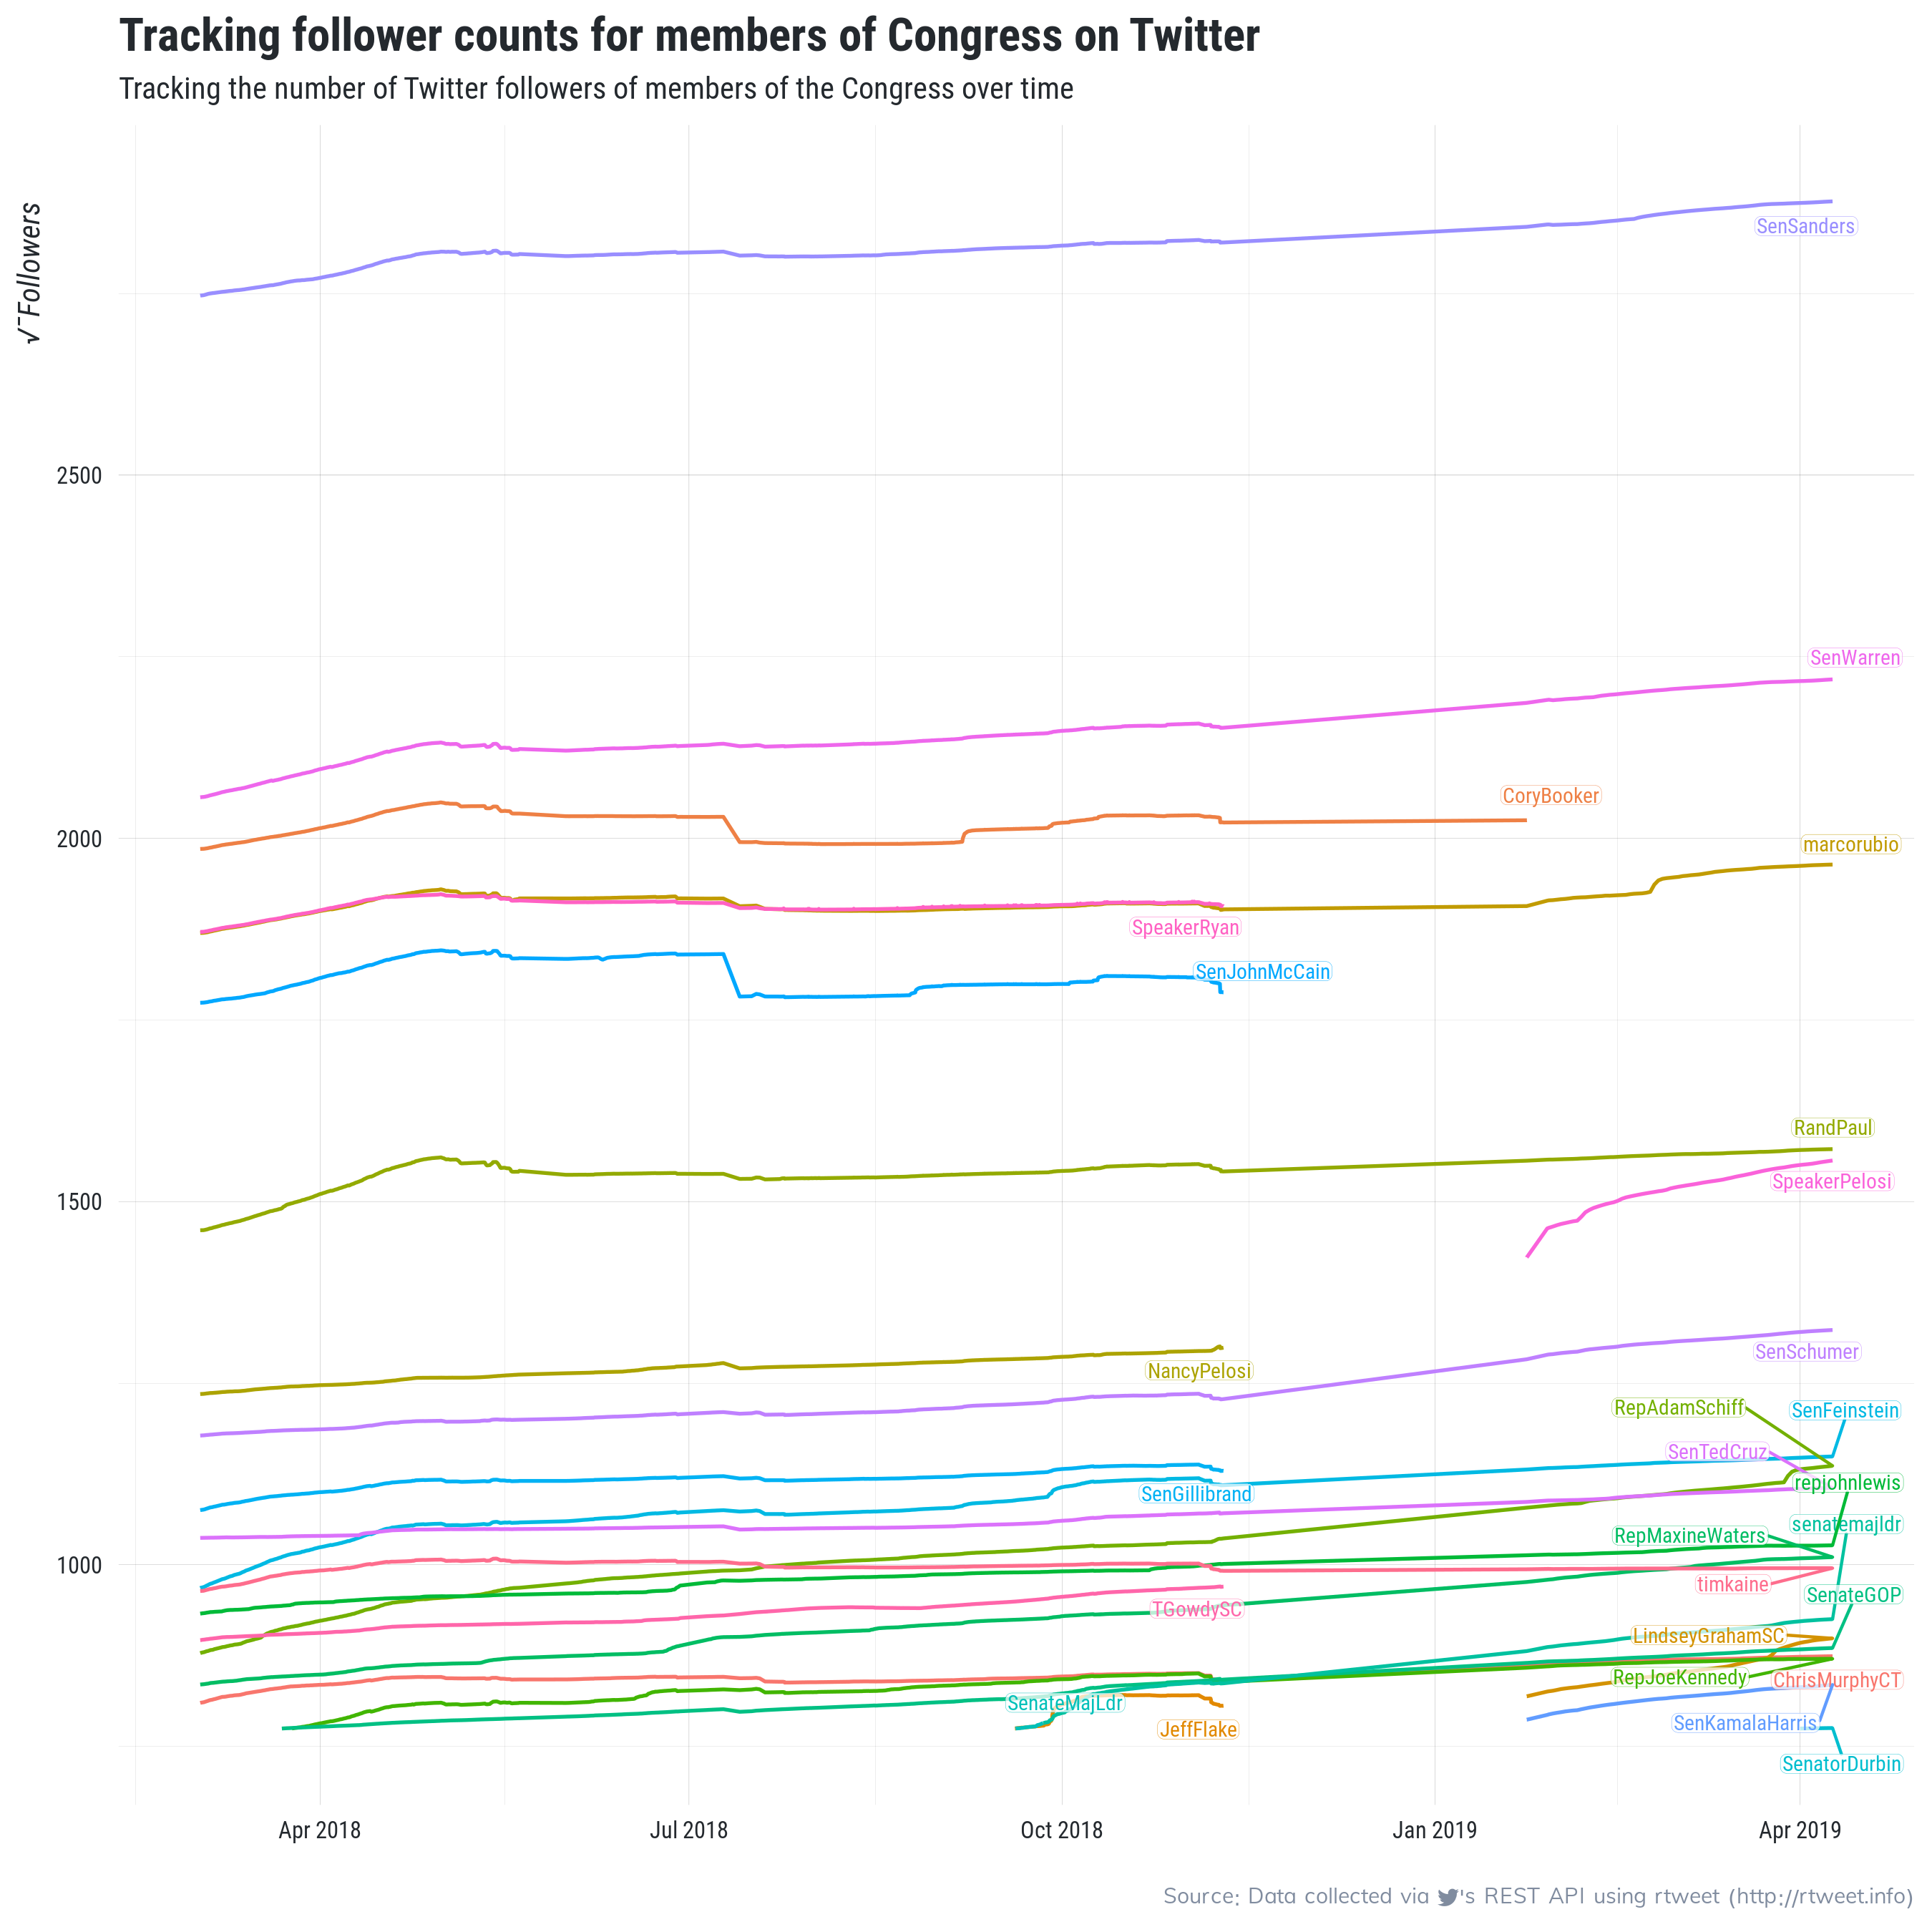 Tracking follower counts for members of Congress on Twitter
Tracking the number of Twitter followers of members of the Congress over time
√‾Followers
SenSanders
2500
SenWarren
CoryBooker
2000
marcorubio
SpeakerRyan
SenJohnMcCain
RandPaul
SpeakerPelosi
1500
SenSchumer
NancyPelosi
RepAdamSchiff
SenFeinstein
SenTedCruz
repjohnlewis
SenGillibrand
senatemajldr
RepMaxineWaters
1000
timkaine
SenateGOP
TGowdySC
LindseyGrahamSC
RepJoeKennedy
ChrisMurphyCT
SenateMajLdr
SenKamalaHarris
JeffFlake
SenatorDurbin
Apr 2018 Jul 2018 Oct 2018 Jan 2019 Apr 2019
Source: Data collected via 's REST API using rtweet (http://rtweet.info)